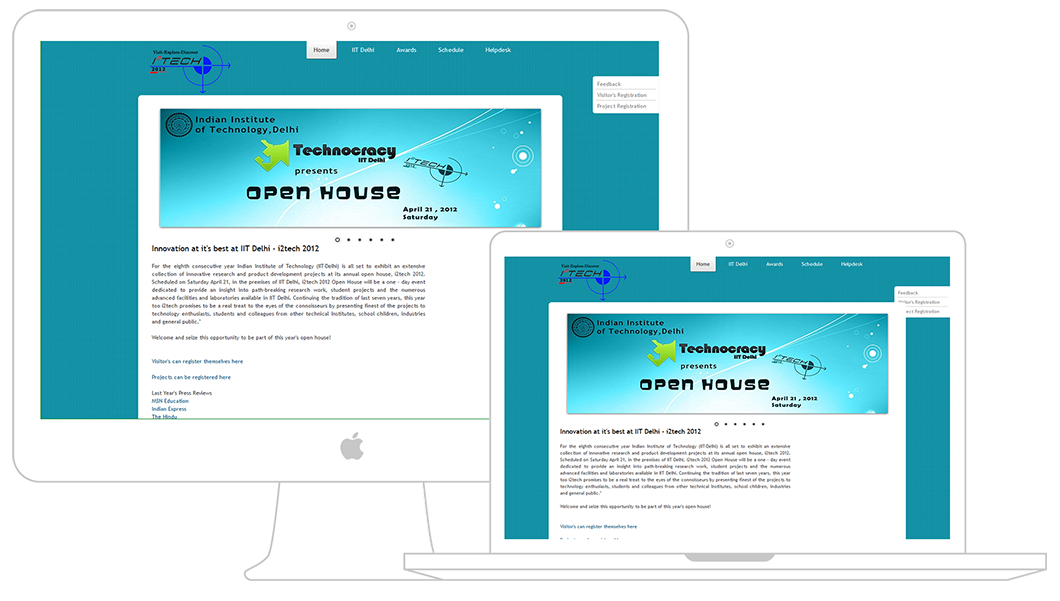 Visit-Explore-Discover
i²TECH
2012
Home
IIT Delhi
Awards
Schedule
Helpdesk
Feedback
Visitor's Registration
Project Registration
Indian Institute
of Technology,Delhi
Technocracy
IIT Delhi
presents
i²TECH
OPEN HOUSE
April 21 , 2012
Saturday
Innovation at it's best at IIT Delhi - i2tech 2012
For the eighth consecutive year Indian Institute of Technology (IIT-Delhi) is all set to exhibit an extensive
collection of innovative research and product development projects at its annual open house, i2tech 2012.
Scheduled on Saturday April 21, in the premises of IIT Delhi, i2tech 2012 Open House will be a one - day event
dedicated to provide an insight into path-breaking research work, student projects and the numerous
advanced facilities and laboratories available in IIT Delhi. Continuing the tradition of last seven years, this year
too i2tech promises to be a real treat to the eyes of the connoisseurs by presenting finest of the projects to
technology enthusiasts, students and colleagues from other technical institutes, school children, industries
and general public."
Welcome and seize this opportunity to be part of this year's open house!
Visitor's can register themselves here
Projects can be registered here
Last Year's Press Reviews
MSN Education
Indian Express
The Hindu
Visit-Explore-Discover
i²TECH
2012
Home
IIT Delhi
Awards
Schedule
Helpdesk
Feedback
Registration
Registration
Indian Institute
of Technology,Delhi
Technocracy
IIT Delhi
presents
i²TECH
OPEN HOUSE
April 21 , 2012
Saturday
Innovation at it's best at IIT Delhi - i2tech 2012
For the eighth consecutive year Indian Institute of Technology (IIT-Delhi) is all set to exhibit an extensive
collection of innovative research and product development projects at its annual open house, i2tech 2012.
Scheduled on Saturday April 21, in the premises of IIT Delhi, i2tech 2012 Open House will be a one - day event
dedicated to provide an insight into path-breaking research work, student projects and the numerous
advanced facilities and laboratories available in IIT Delhi. Continuing the tradition of last seven years, this year
too i2tech promises to be a real treat to the eyes of the connoisseurs by presenting finest of the projects to
technology enthusiasts, students and colleagues from other technical institutes, school children, industries
and general public."
Welcome and seize this opportunity to be part of this year's open house!
Visitor's can register themselves here